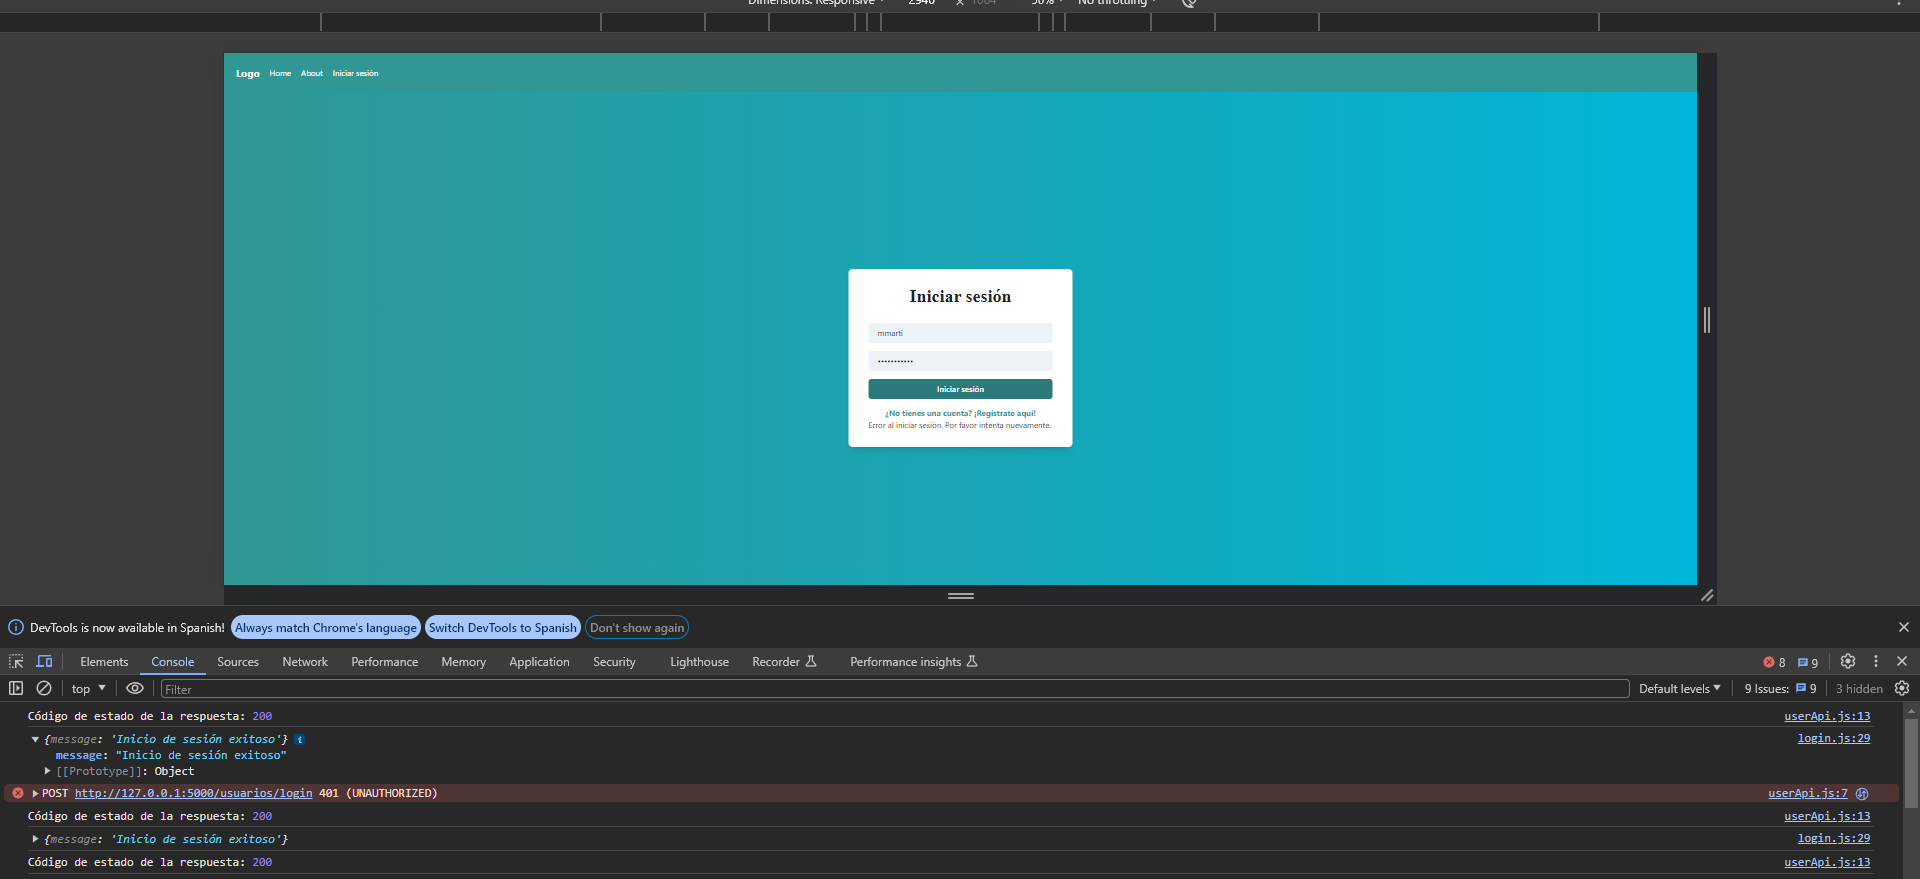 Dimensions: Responsive 2940 x 1064 50% No throttling
Logo Home About Iniciar sesión
Iniciar sesión
mmarti
•••••••••••
Iniciar sesión
¿No tienes una cuenta? ¡Regístrate aquí!
Error al iniciar sesión. Por favor intenta nuevamente.
DevTools is now available in Spanish! Always match Chrome's language Switch DevTools to Spanish Don't show again
Elements Console Sources Network Performance Memory Application Security Lighthouse Recorder Performance insights 8 9
top Filter Default levels 9 Issues: 9 3 hidden
Código de estado de la respuesta: 200 userApi.js:13
{message: 'Inicio de sesión exitoso'} login.js:29
message: "Inicio de sesión exitoso"
[[Prototype]]: Object
POST http://127.0.0.1:5000/usuarios/login 401 (UNAUTHORIZED) userApi.js:7
Código de estado de la respuesta: 200 userApi.js:13
{message: 'Inicio de sesión exitoso'} login.js:29
Código de estado de la respuesta: 200 userApi.js:13